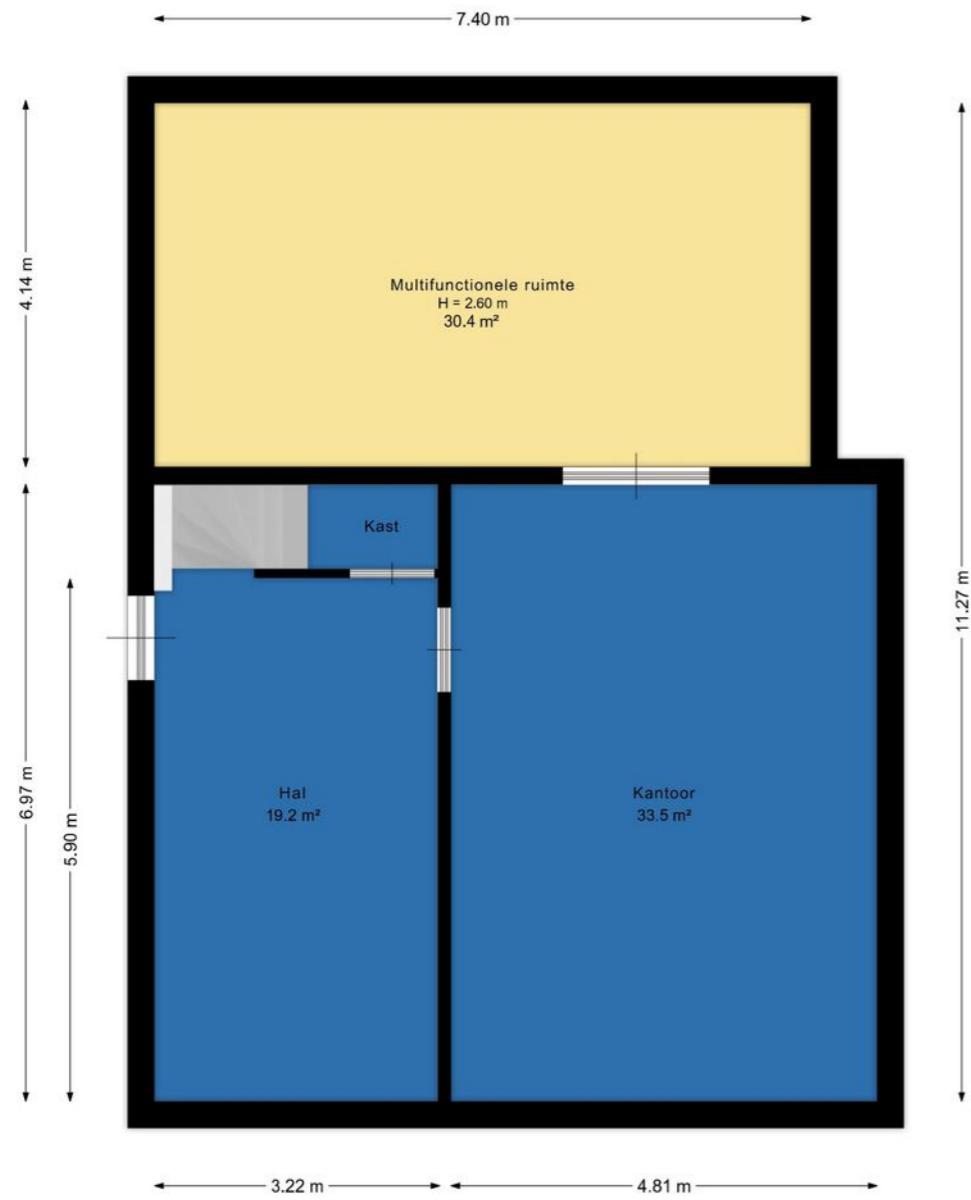 7.40 m
4.14 m
Multifunctionele ruimte
H = 2.60 m
30.4 m²
11.27 m
Kast
6.97 m
5.90 m
Hal
19.2 m²
Kantoor
33.5 m²
3.22 m
4.81 m